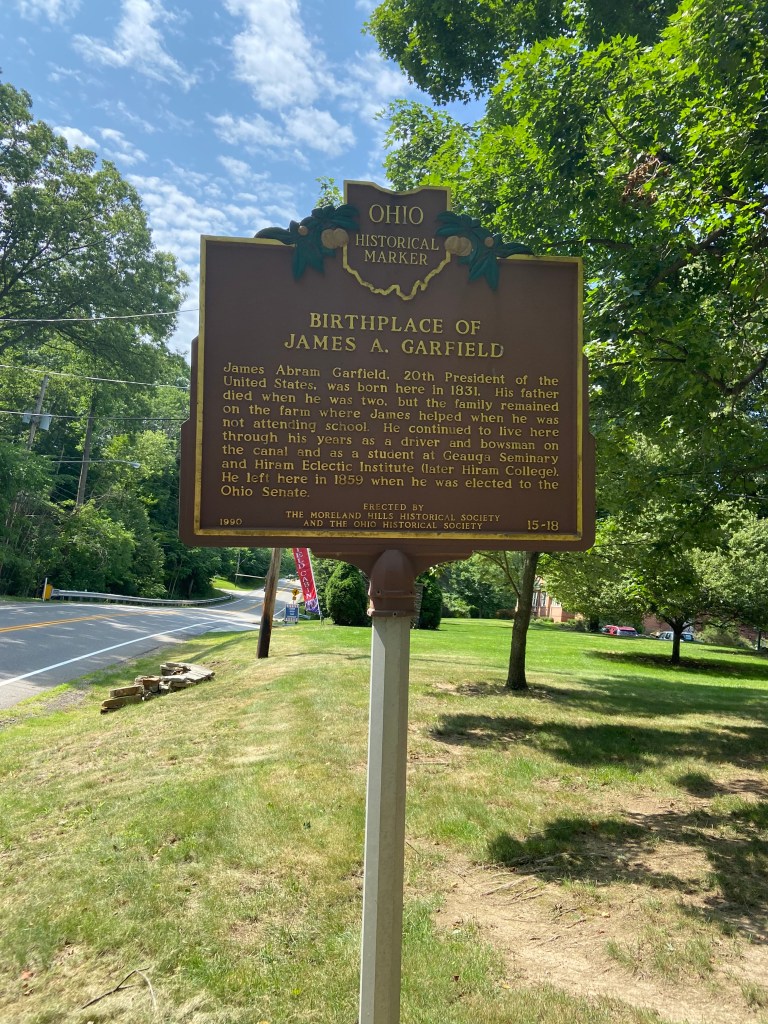 OHIO
HISTORICAL
MARKER
BIRTHPLACE OF
JAMES A. GARFIELD
James Abram Garfield, 20th President of the
United States, was born here in 1831. His father
died when he was two, but the family remained
on the farm where James helped when he was
not attending school. He continued to live here
through his years as a driver and bowsman on
the canal and as a student at Geauga Seminary
and Hiram Eclectic Institute (later Hiram College).
He left here in 1859 when he was elected to the
Ohio Senate.
ERECTED BY
THE MORELAND HILLS HISTORICAL SOCIETY
AND THE OHIO HISTORICAL SOCIETY
1990
15-18